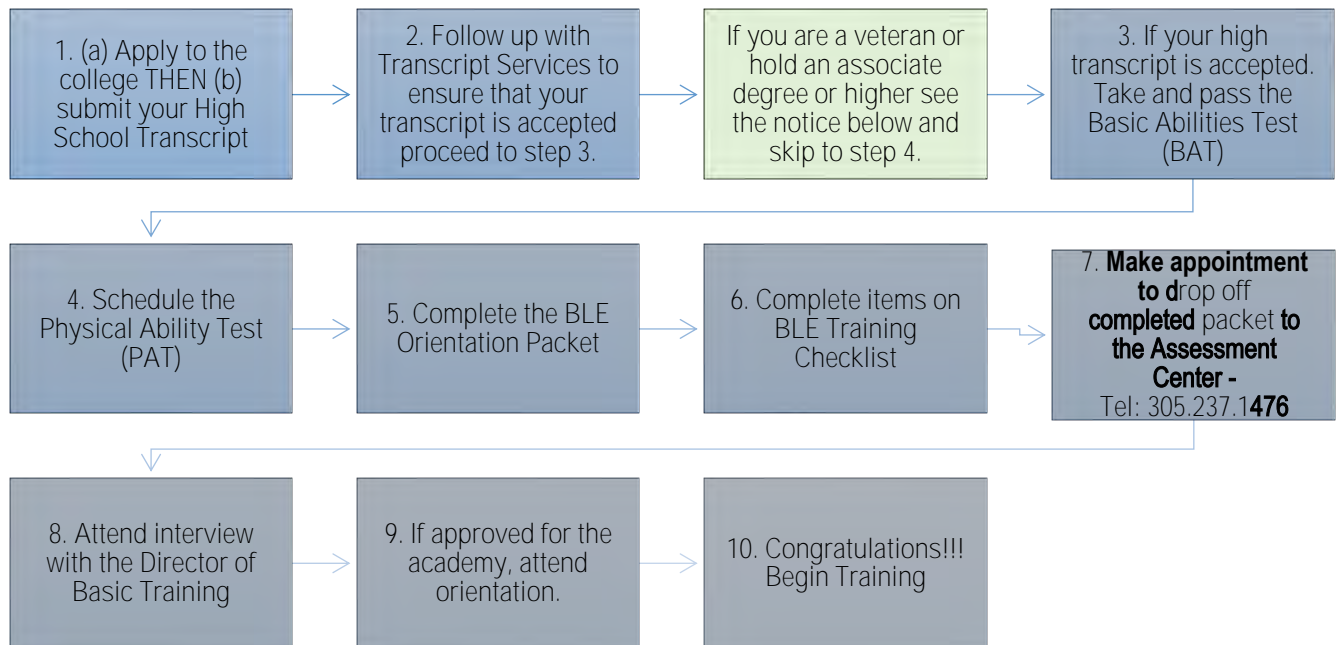 1. (a) Apply to the
college THEN (b)
submit your High
School Transcript
2. Follow up with
Transcript Services to
ensure that your
transcript is accepted
proceed to step 3.
If you are a veteran or
hold an associate
degree or higher see
the notice below and
skip to step 4.
3. If your high
transcript is accepted.
Take and pass the
Basic Abilities Test
(BAT)
4. Schedule the
Physical Ability Test
(PAT)
5. Complete the BLE
Orientation Packet
6. Complete items on
BLE Training
Checklist
7. Make appointment
to drop off
completed packet to
the Assessment
Center -
Tel: 305.237.1476
8. Attend interview
with the Director of
Basic Training
9. If approved for the
academy, attend
orientation.
10. Congratulations!!!
Begin Training